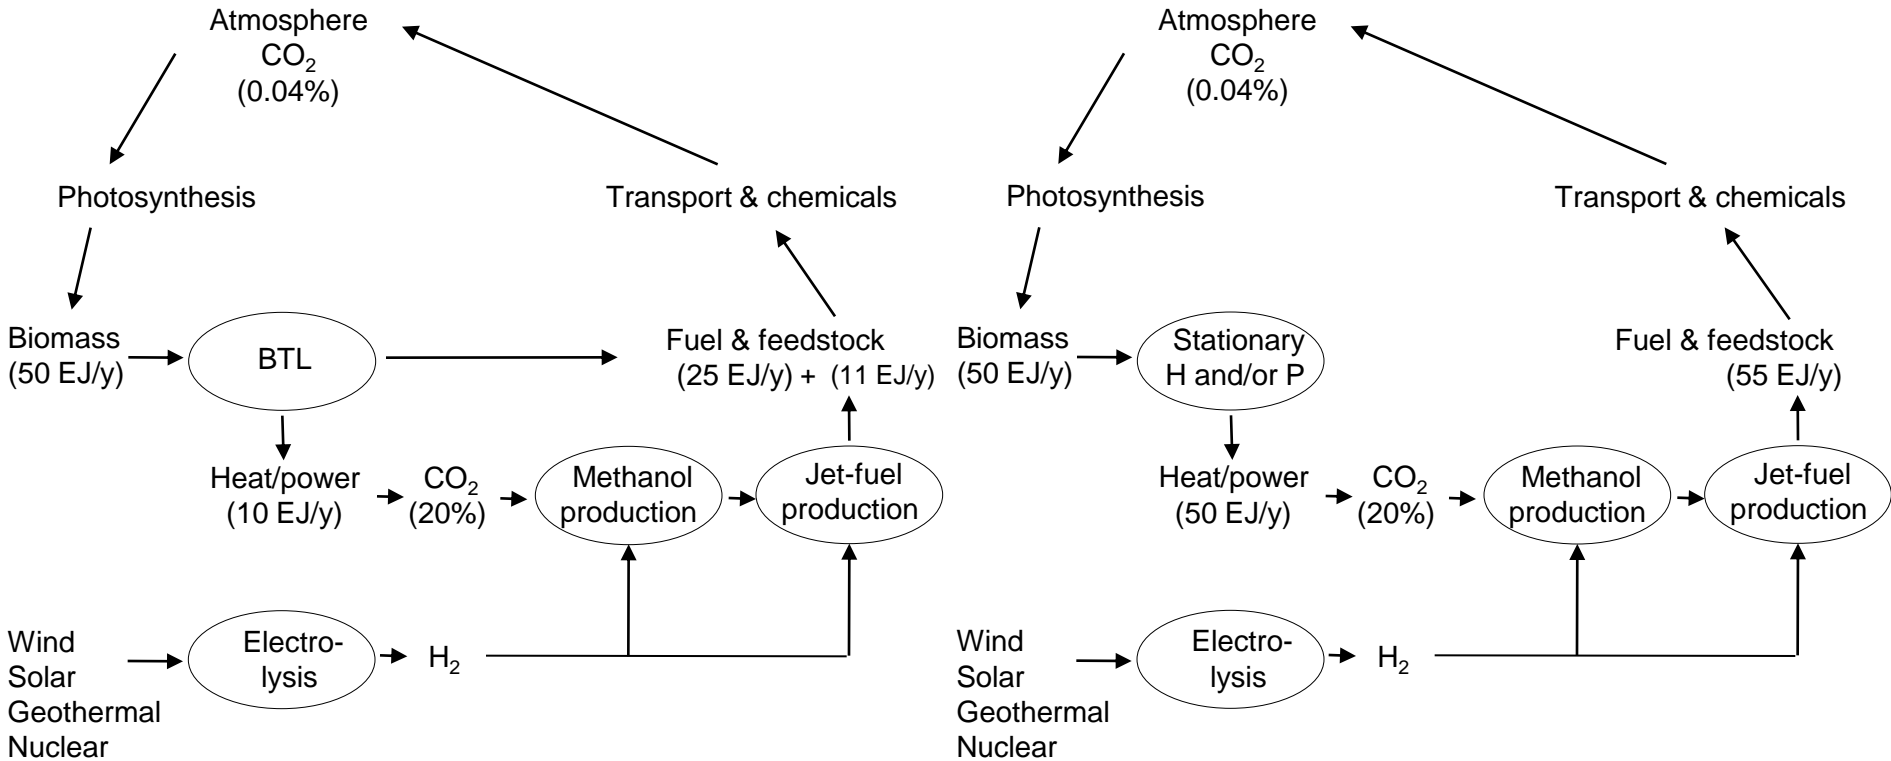 Atmosphere
CO₂
(0.04%)
Photosynthesis
Transport & chemicals
Biomass
(50 EJ/y)
BTL
Fuel & feedstock
(25 EJ/y) + (11 EJ/y)
Heat/power
(10 EJ/y)
CO₂
(20%)
Methanol
production
Jet-fuel
production
Wind
Solar
Geothermal
Nuclear
Electro-
lysis
H₂
Atmosphere
CO₂
(0.04%)
Photosynthesis
Transport & chemicals
Biomass
(50 EJ/y)
Stationary
H and/or P
Fuel & feedstock
(55 EJ/y)
Heat/power
(50 EJ/y)
CO₂
(20%)
Methanol
production
Jet-fuel
production
Wind
Solar
Geothermal
Nuclear
Electro-
lysis
H₂